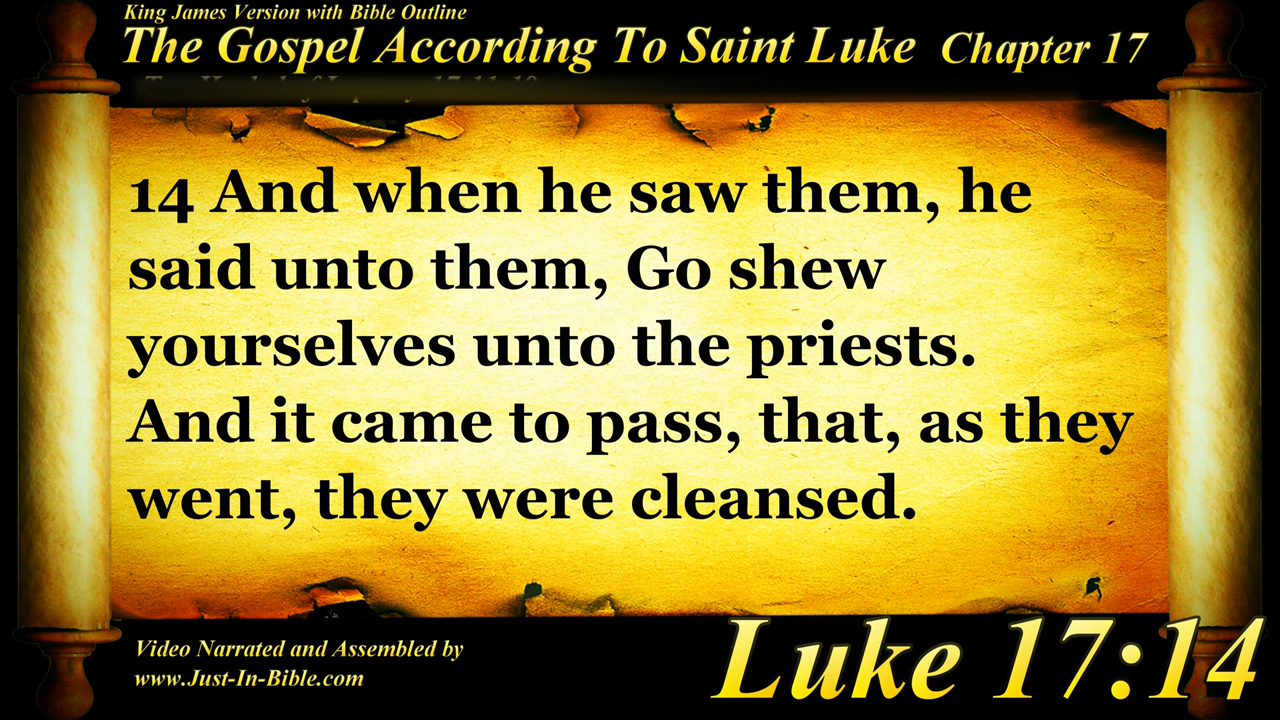 King James Version with Bible Outline
The Gospel According To Saint Luke Chapter 17
14 And when he saw them, he
said unto them, Go shew
yourselves unto the priests.
And it came to pass, that, as they
went, they were cleansed.
Video Narrated and Assembled by
www.Just-In-Bible.com
Luke 17:14